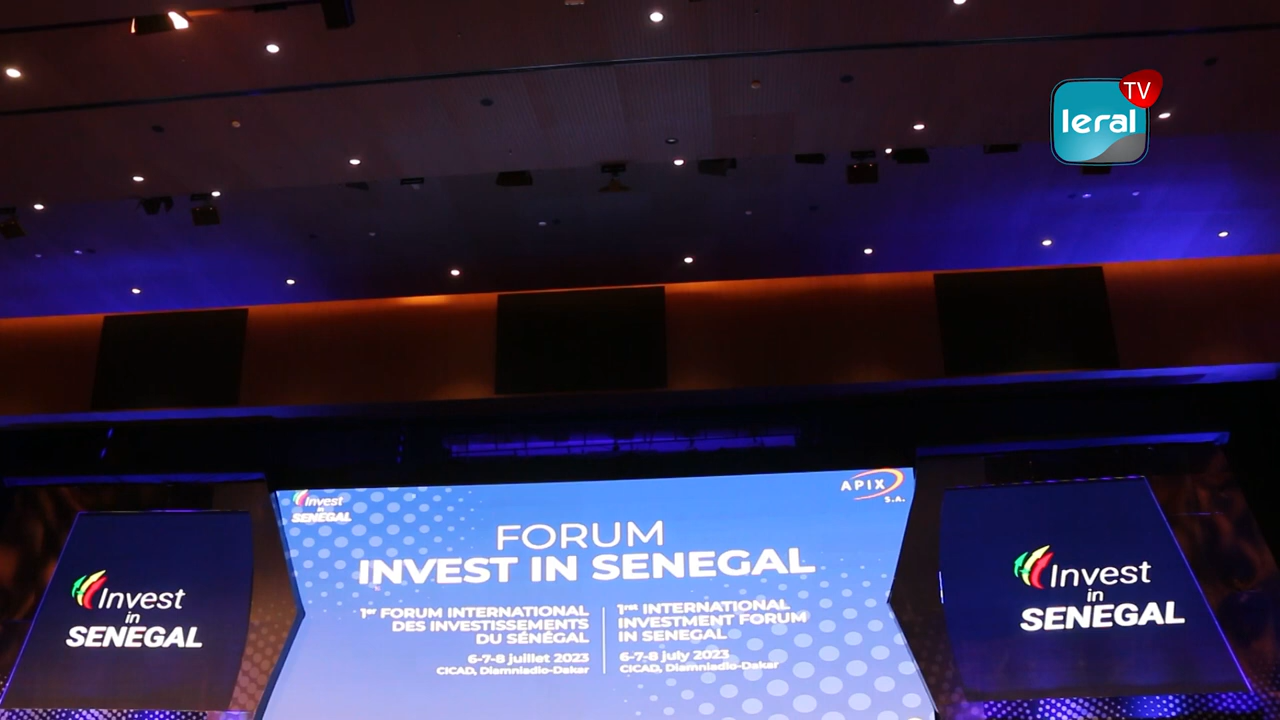 leral TV
Invest
in
SENEGAL
APIX
S.A.
FORUM
INVEST IN SENEGAL
1er FORUM INTERNATIONAL
DES INVESTISSEMENTS
DU SÉNÉGAL
6-7-8 juillet 2023
CICAD, Diamniadio-Dakar
1rst INTERNATIONAL
INVESTMENT FORUM
IN SENEGAL
6-7-8 july 2023
CICAD, Diamniadio-Dakar
Invest
in
SENEGAL
Invest
in
SENEGAL